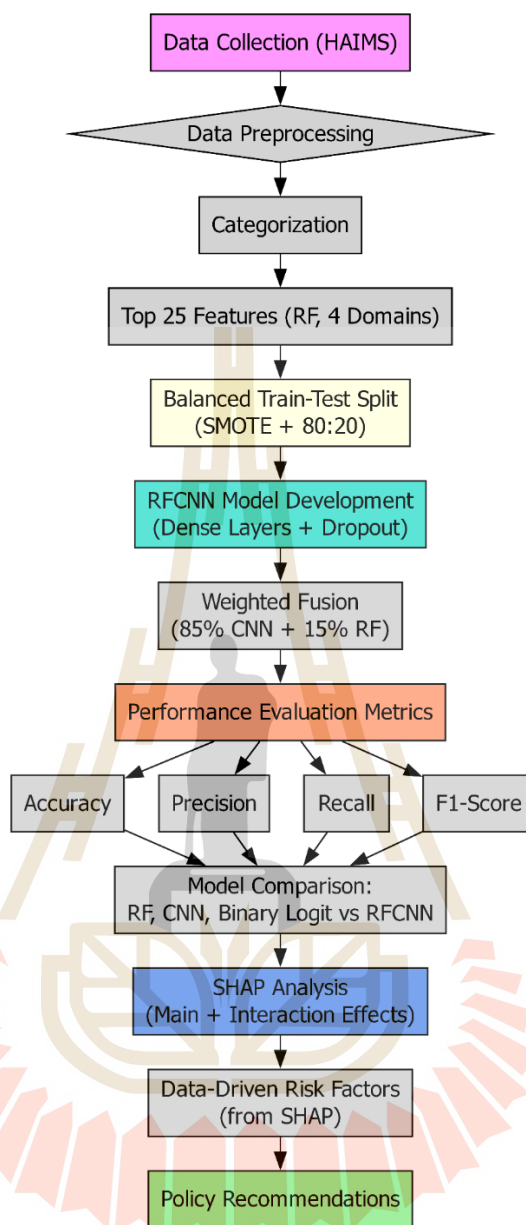 Data Collection (HAIMS)
Data Preprocessing
Categorization
Top 25 Features (RF, 4 Domains)
Balanced Train-Test Split
(SMOTE + 80:20)
RFCNN Model Development
(Dense Layers + Dropout)
Weighted Fusion
(85% CNN + 15% RF)
Performance Evaluation Metrics
Accuracy
Precision
Recall
F1-Score
Model Comparison:
RF, CNN, Binary Logit vs RFCNN
SHAP Analysis
(Main + Interaction Effects)
Data-Driven Risk Factors
(from SHAP)
Policy Recommendations